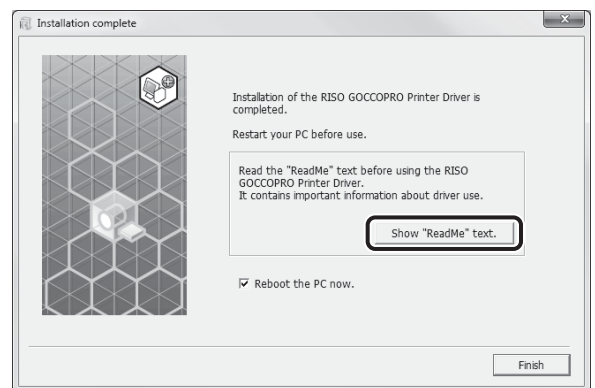 Installation complete
Installation of the RISO GOCCOPRO Printer Driver is
completed.
Restart your PC before use.
Read the "ReadMe" text before using the RISO
GOCCOPRO Printer Driver.
It contains important information about driver use.
Show "ReadMe" text.
Reboot the PC now.
Finish